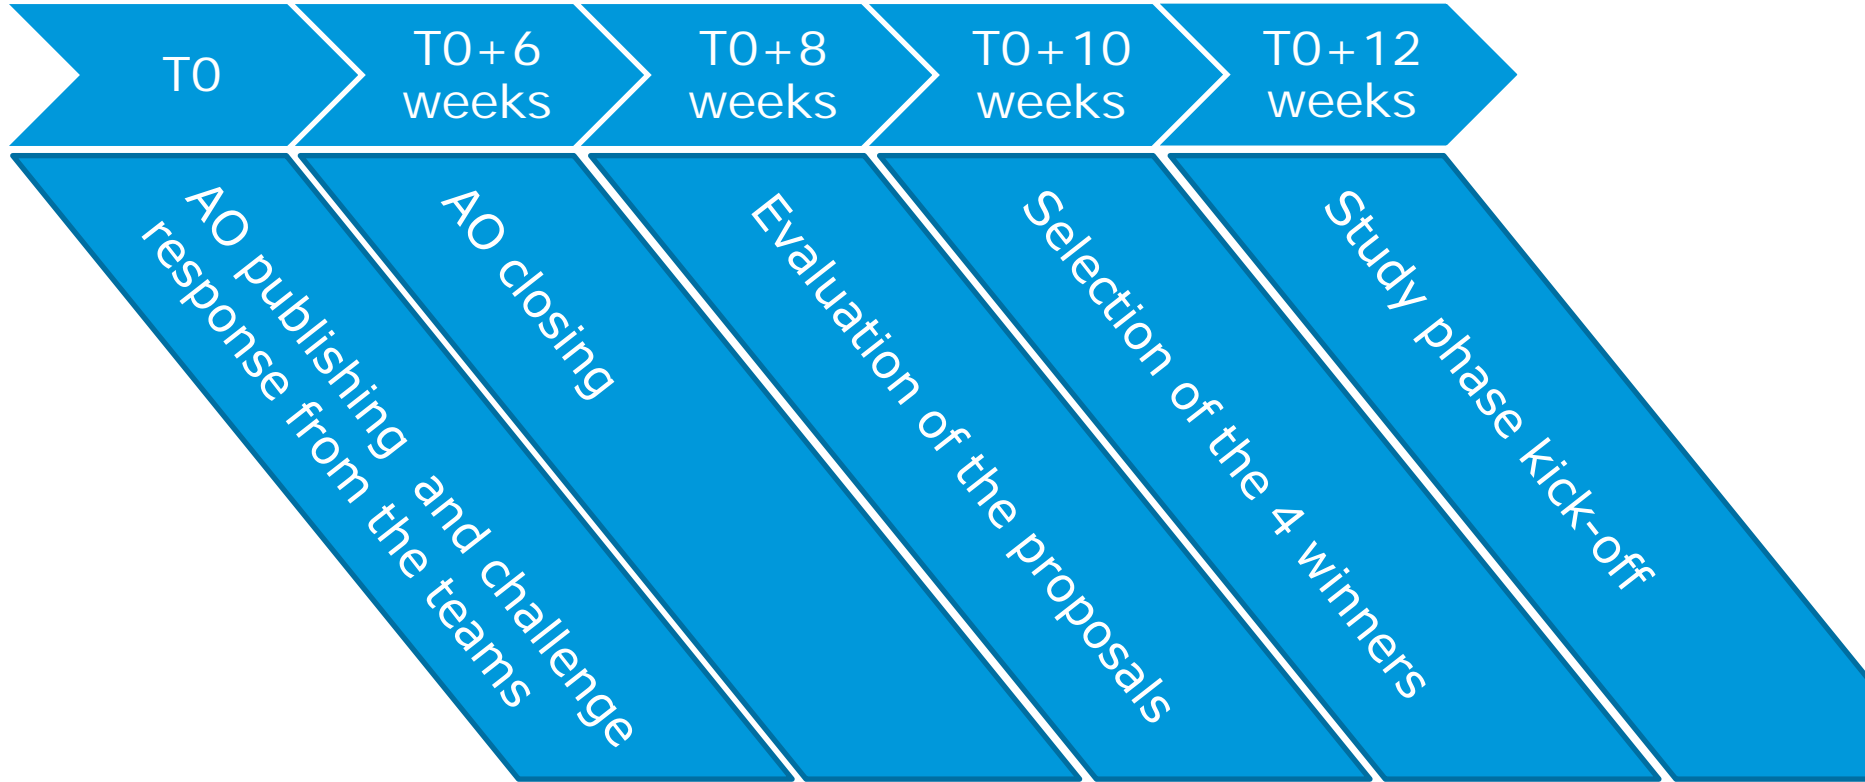 T0
T0+6
weeks
T0+8
weeks
T0+10
weeks
T0+12
weeks
AO publishing and challenge
response from the teams
AO closing
Evaluation of the proposals
Selection of the 4 winners
Study phase kick-off